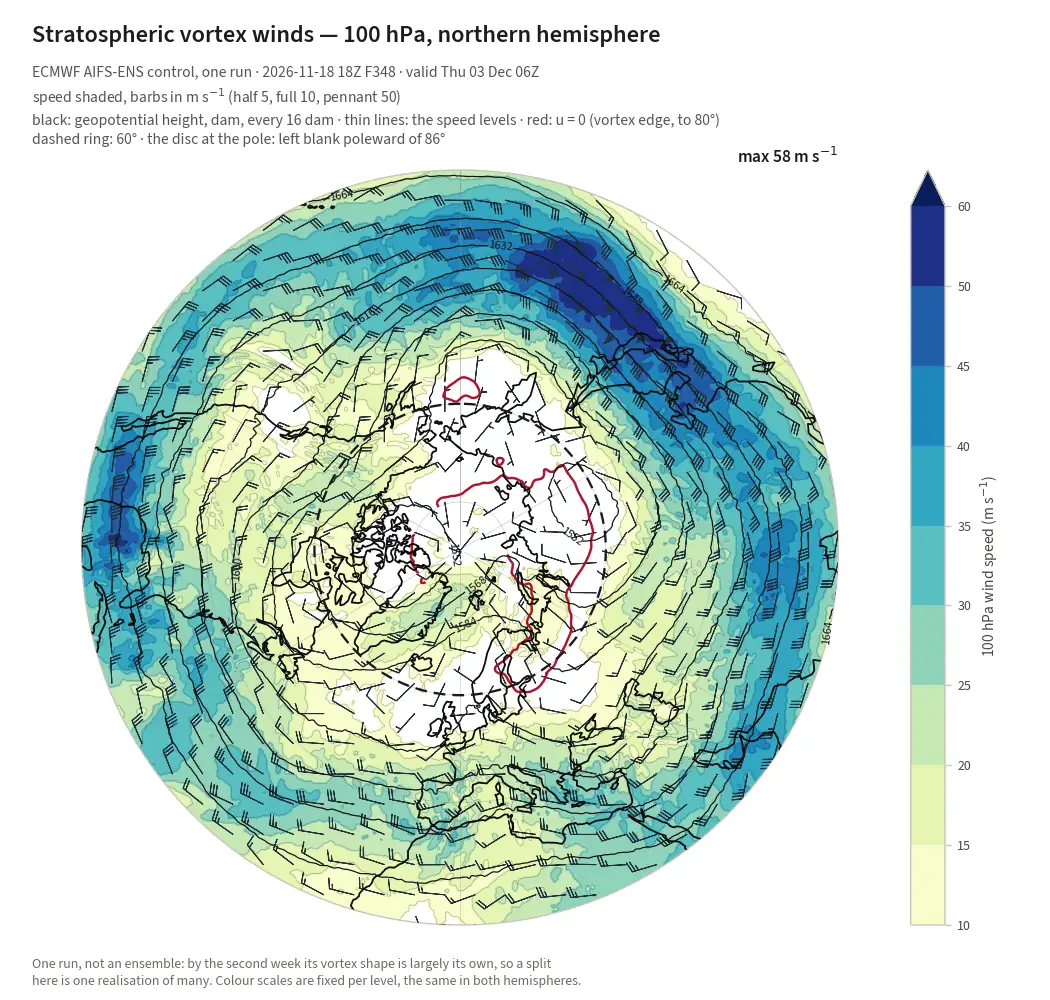 Stratospheric vortex winds — 100 hPa, northern hemisphere
ECMWF AIFS-ENS control, one run · 2026-11-18 18Z F348 · valid Thu 03 Dec 06Z
speed shaded, barbs in m s⁻¹ (half 5, full 10, pennant 50)
black: geopotential height, dam, every 16 dam · thin lines: the speed levels · red: u = 0 (vortex edge, to 80°)
dashed ring: 60° · the disc at the pole: left blank poleward of 86°
max 58 m s⁻¹
1664
1632
1664
1648
1616
1552
1552
1568
1584
1664
60
50
45
40
35
30
25
20
15
10
100 hPa wind speed (m s⁻¹)
One run, not an ensemble: by the second week its vortex shape is largely its own, so a split
here is one realisation of many. Colour scales are fixed per level, the same in both hemispheres.